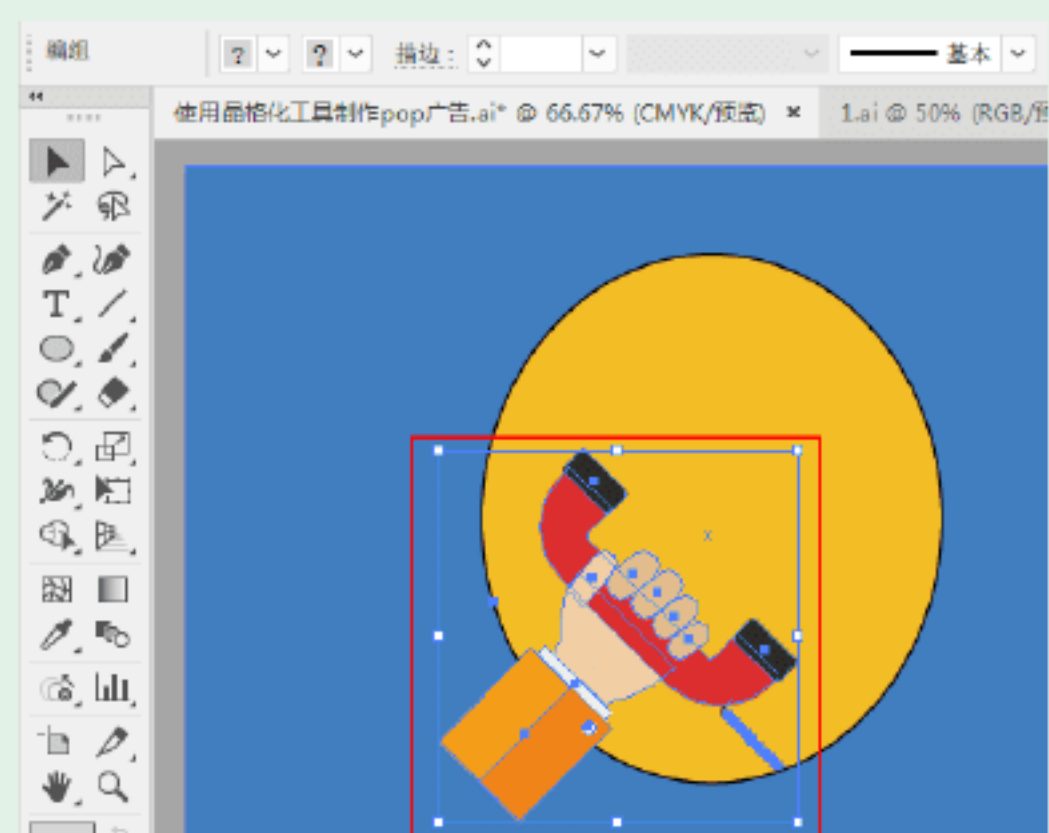 编组
? ? 描边： 基本
使用晶格化工具制作pop广告.ai* @ 66.67% (CMYK/预览) × 1.ai @ 50% (RGB/预